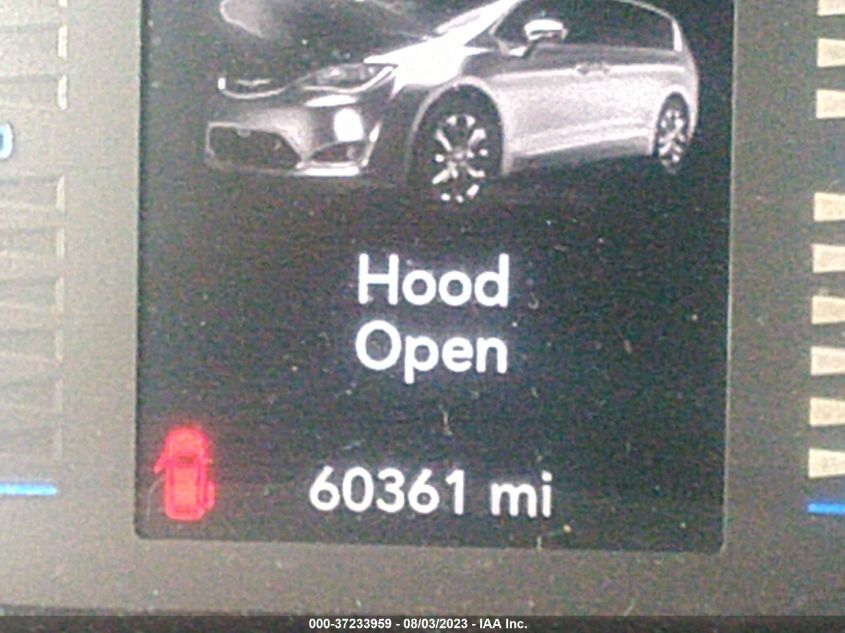 Hood
Open
60361 mi
000-37233959 - 08/03/2023 - IAA Inc.